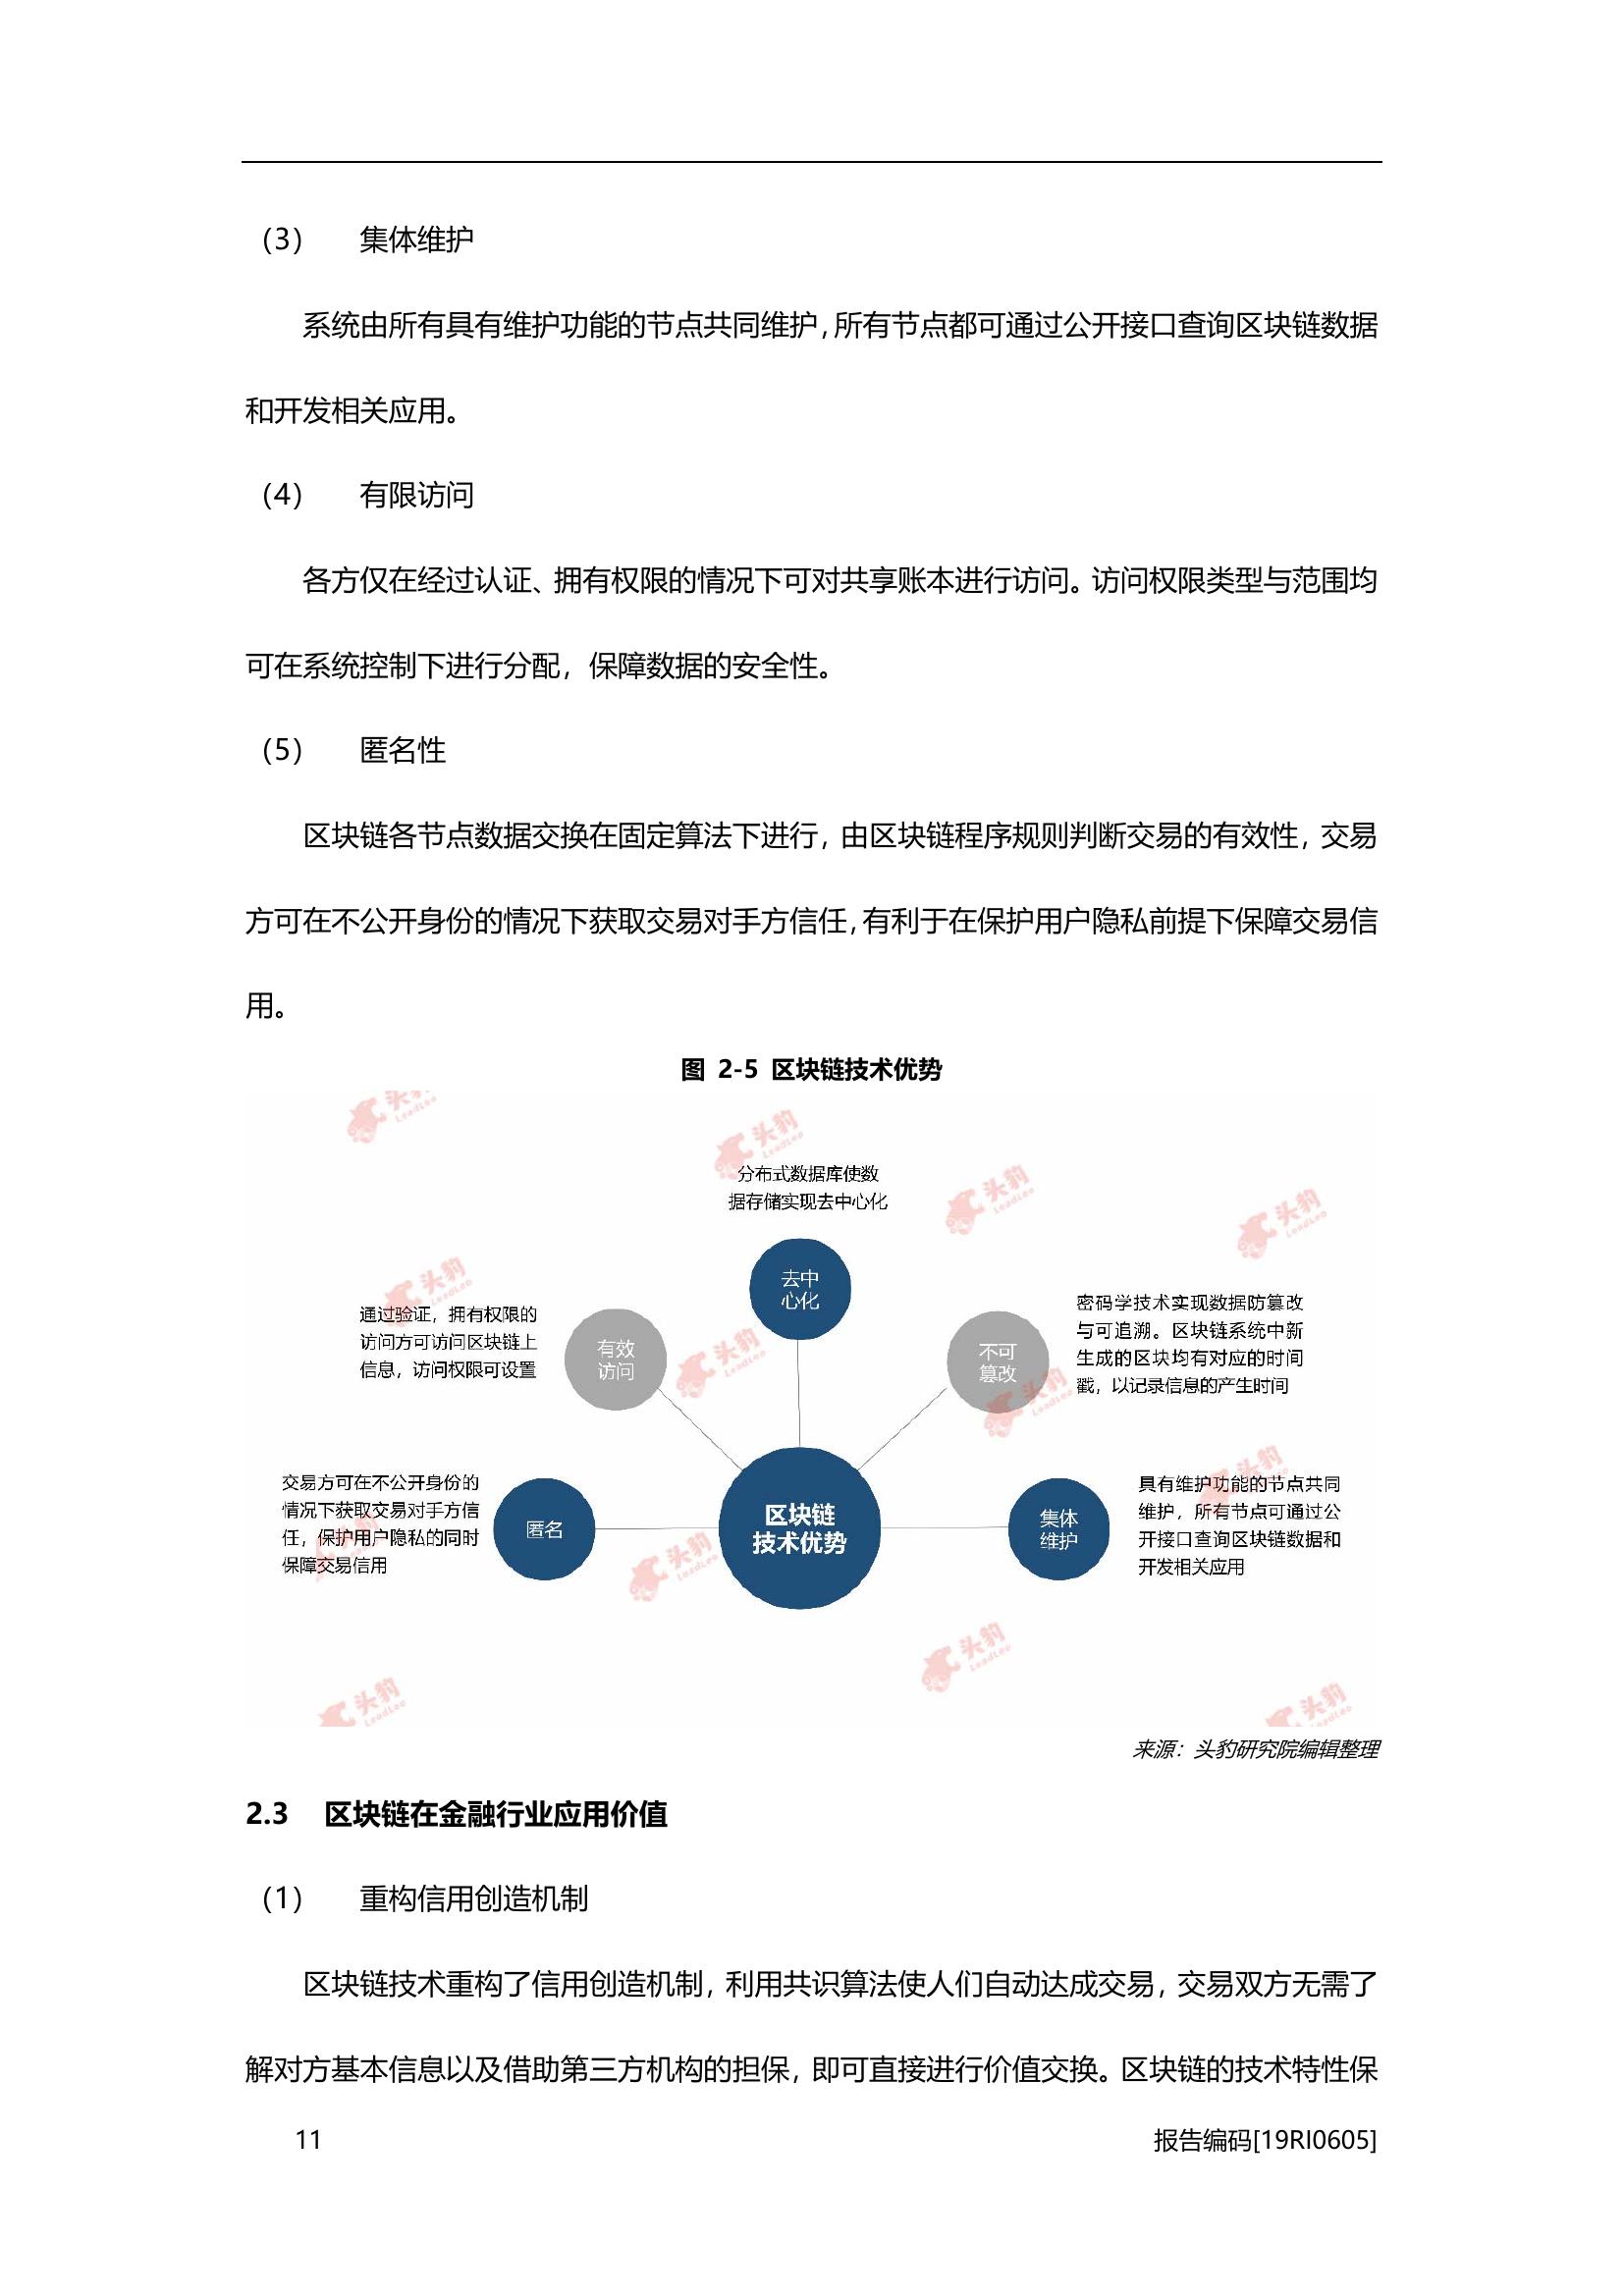 （3） 集体维护
系统由所有具有维护功能的节点共同维护，所有节点都可通过公开接口查询区块链数据
和开发相关应用。
（4） 有限访问
各方仅在经过认证、拥有权限的情况下可对共享账本进行访问。访问权限类型与范围均
可在系统控制下进行分配，保障数据的安全性。
（5） 匿名性
区块链各节点数据交换在固定算法下进行，由区块链程序规则判断交易的有效性，交易
方可在不公开身份的情况下获取交易对手方信任，有利于在保护用户隐私前提下保障交易信
用。
图 2-5 区块链技术优势
分布式数据库使数
据存储实现去中心化
去中
心化
通过验证，拥有权限的
访问方可访问区块链上
信息，访问权限可设置
有效
访问
不可
篡改
密码学技术实现数据防篡改
与可追溯。区块链系统中新
生成的区块均有对应的时间
戳，以记录信息的产生时间
交易方可在不公开身份的
情况下获取交易对手方信
任，保护用户隐私的同时
保障交易信用
匿名
区块链
技术优势
集体
维护
具有维护功能的节点共同
维护，所有节点可通过公
开接口查询区块链数据和
开发相关应用
头豹
LeadLeo
来源：头豹研究院编辑整理
2.3 区块链在金融行业应用价值
（1） 重构信用创造机制
区块链技术重构了信用创造机制，利用共识算法使人们自动达成交易，交易双方无需了
解对方基本信息以及借助第三方机构的担保，即可直接进行价值交换。区块链的技术特性保
11
报告编码[19RI0605]